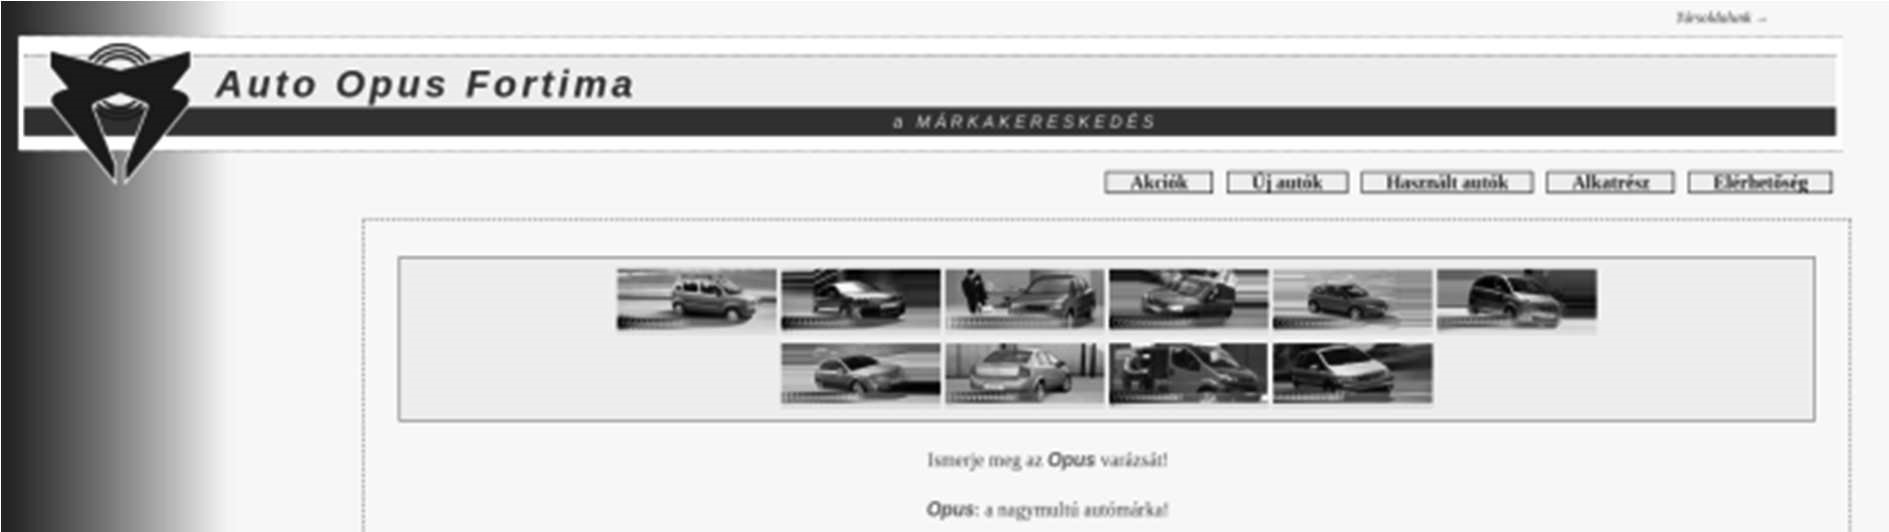 Társoldalunk →
Auto Opus Fortima
a MÁRKAKERESKEDÉS
Akciók Új autók Használt autók Alkatrész Elérhetőség
Ismerje meg az Opus varázsát!
Opus: a nagymultú autómárka!